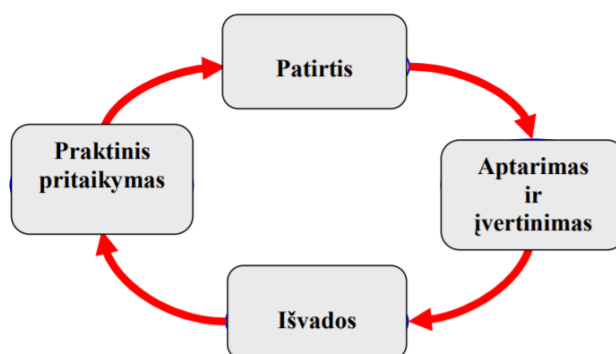 Patirtis
Aptarimas
ir
įvertinimas
Išvados
Praktinis
pritaikymas